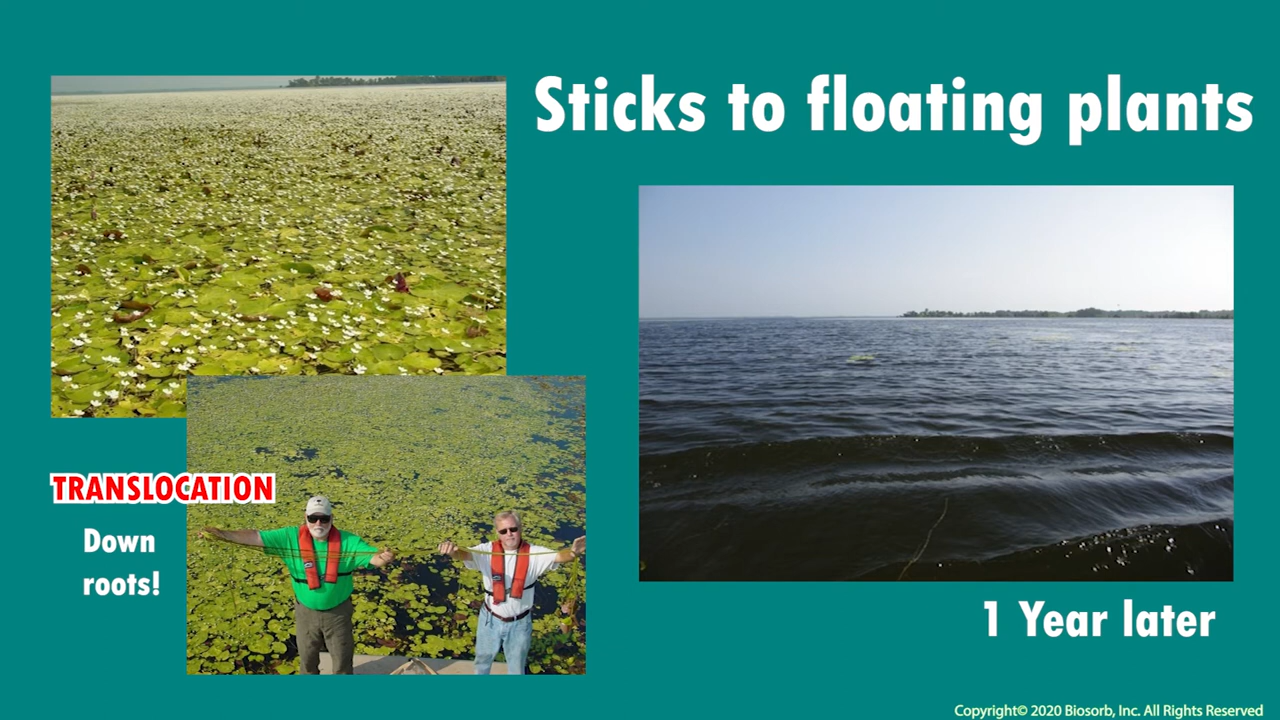 Sticks to floating plants
TRANSLOCATION
Down
roots!
1 Year later
Copyright© 2020 Biosorb, Inc. All Rights Reserved